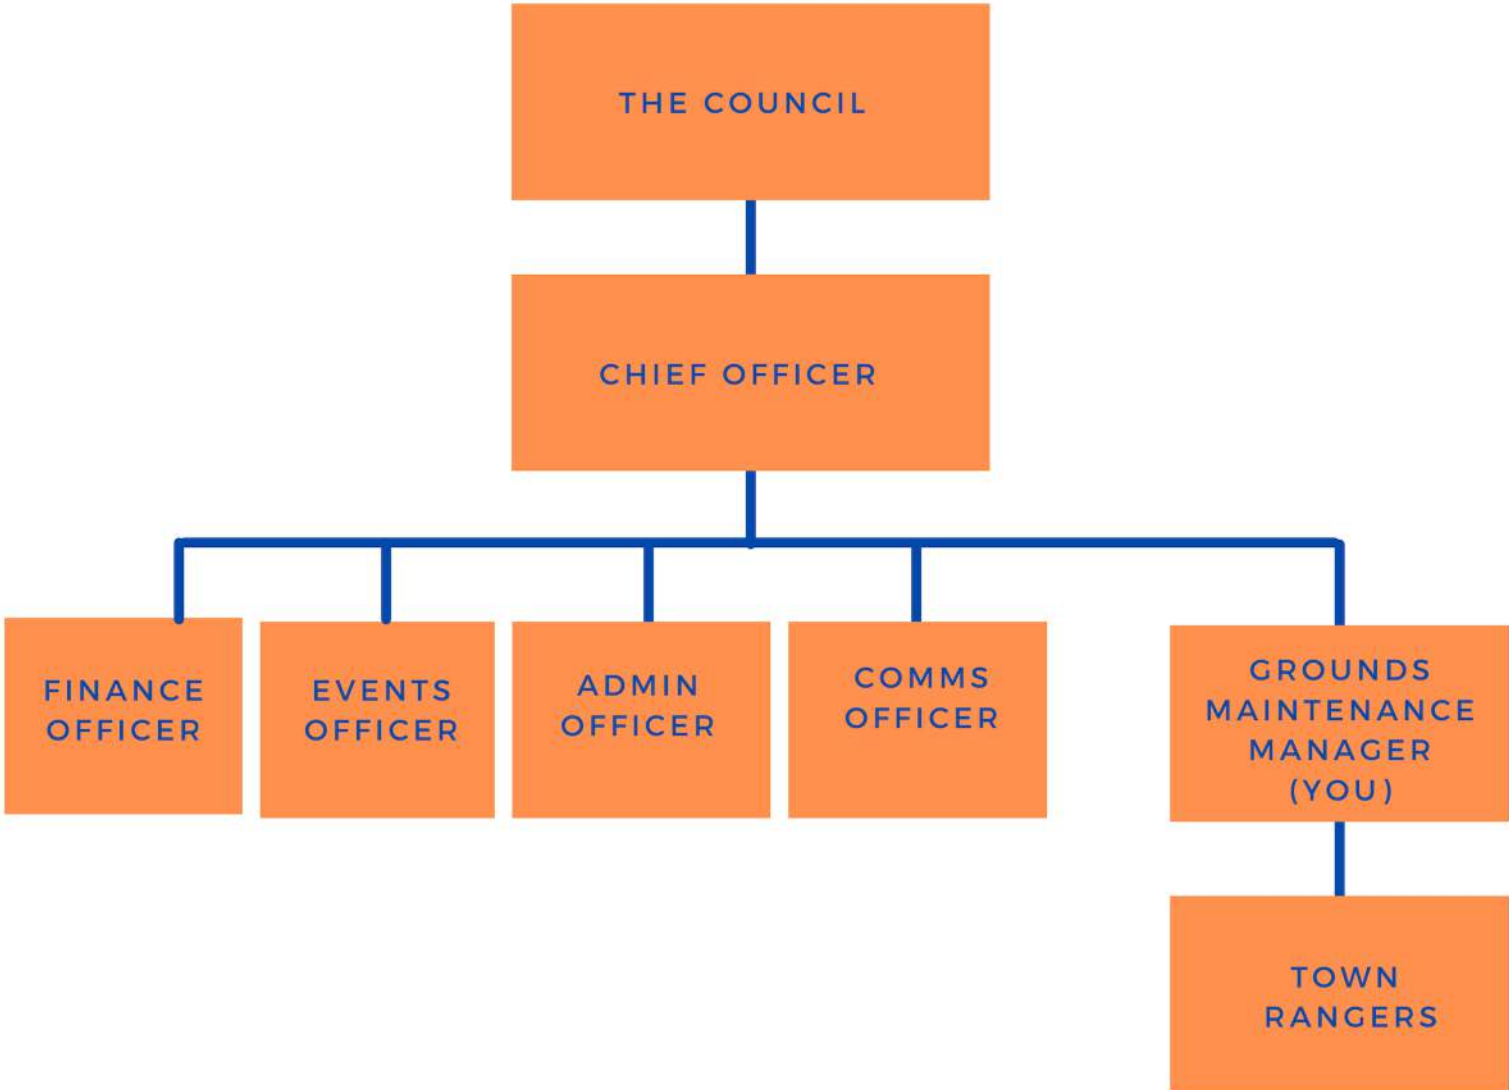 THE COUNCIL
CHIEF OFFICER
FINANCE
OFFICER
EVENTS
OFFICER
ADMIN
OFFICER
COMMS
OFFICER
GROUNDS
MAINTENANCE
MANAGER
(YOU)
TOWN
RANGERS